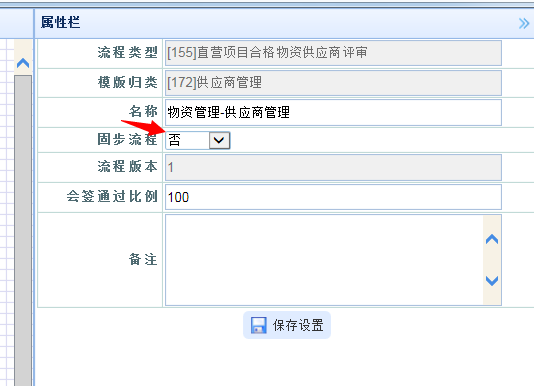 属性栏
流程类型 [155]直营项目合格物资供应商评审
模版归类 [172]供应商管理
名称 物资管理-供应商管理
固步流程 否
流程版本 1
会签通过比例 100
备注
保存设置